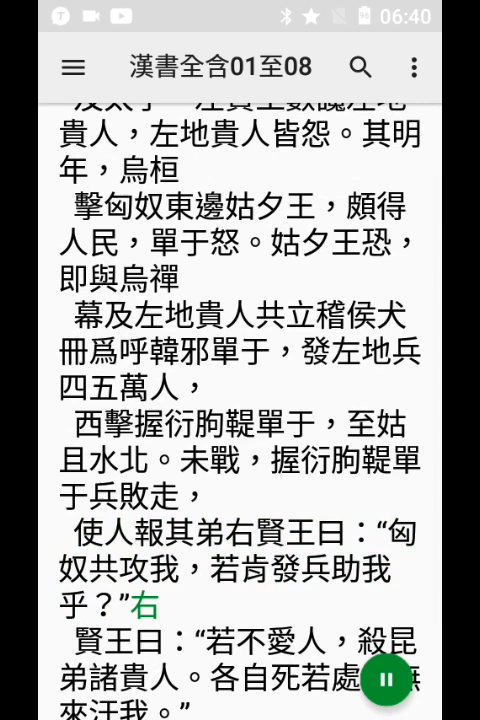 06:40
漢書全含01至08
貴人，左地貴人皆怨。其明
年，烏桓
擊匈奴東邊姑夕王，頗得
人民，單于怒。姑夕王恐，
即與烏禪
幕及左地貴人共立稽侯犬
冊爲呼韓邪單于，發左地兵
四五萬人，
西擊握衍朐鞮單于，至姑
且水北。未戰，握衍朐鞮單
于兵敗走，
使人報其弟右賢王曰：“匈
奴共攻我，若肯發兵助我
乎？”右
賢王曰：“若不愛人，殺昆
弟諸貴人。各自死若處
來汙我。”